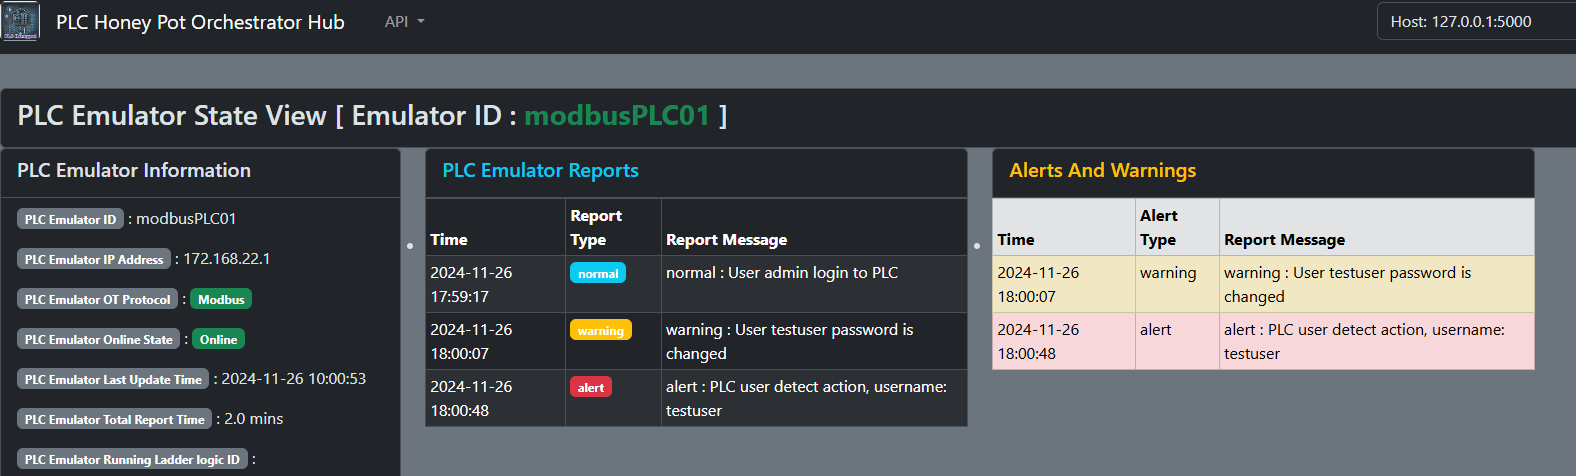 PLC Honey Pot Orchestrator Hub
API
Host: 127.0.0.1:5000
PLC Emulator State View [ Emulator ID : modbusPLC01 ]
PLC Emulator Information
PLC Emulator ID : modbusPLC01
PLC Emulator IP Address : 172.168.22.1
PLC Emulator OT Protocol : Modbus
PLC Emulator Online State : Online
PLC Emulator Last Update Time : 2024-11-26 10:00:53
PLC Emulator Total Report Time : 2.0 mins
PLC Emulator Running Ladder logic ID :
PLC Emulator Reports
Time
Report
Type
Report Message
2024-11-26
17:59:17
normal
normal : User admin login to PLC
2024-11-26
18:00:07
warning
warning : User testuser password is
changed
2024-11-26
18:00:48
alert
alert : PLC user detect action, username:
testuser
Alerts And Warnings
Time
Alert
Type
Report Message
2024-11-26
18:00:07
warning
warning : User testuser password is
changed
2024-11-26
18:00:48
alert
alert : PLC user detect action, username:
testuser